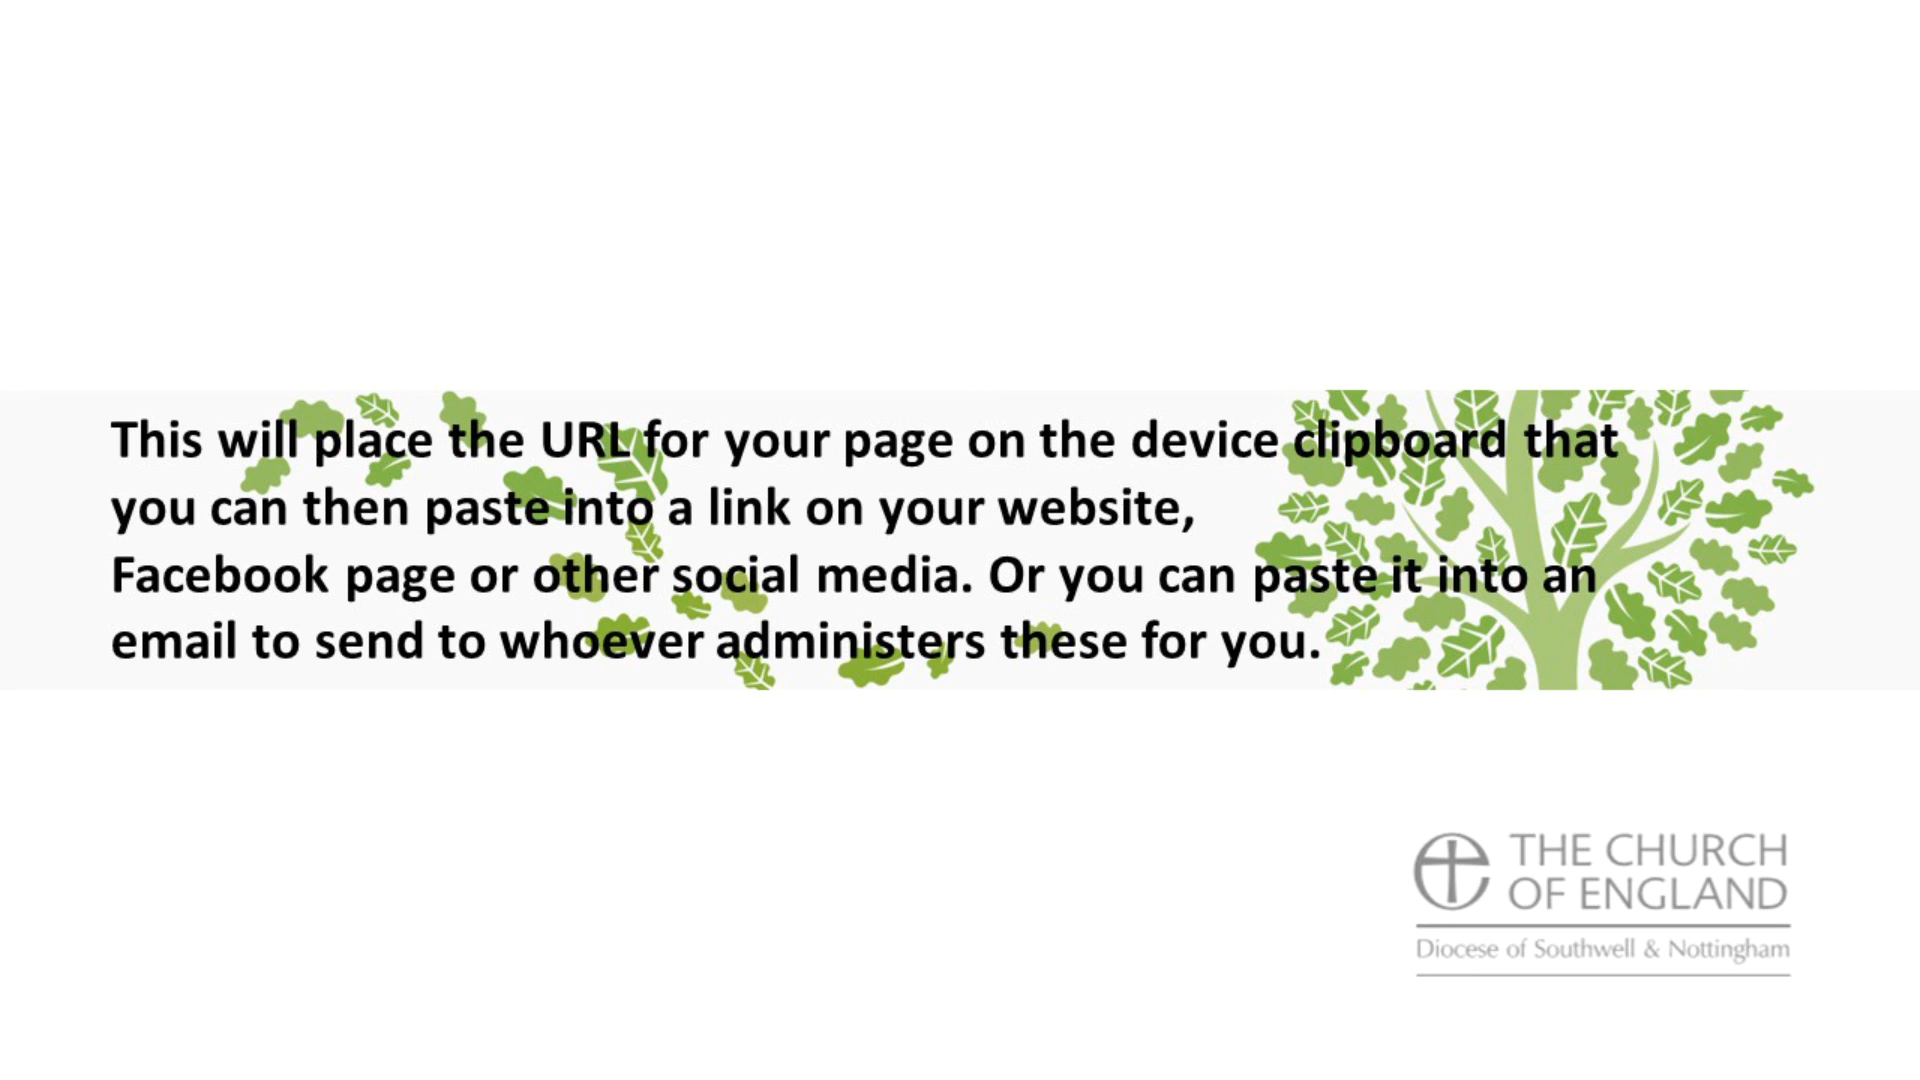 This will place the URL for your page on the device clipboard that
you can then paste into a link on your website,
Facebook page or other social media. Or you can paste it into an
email to send to whoever administers these for you.
THE CHURCH
OF ENGLAND
Diocese of Southwell & Nottingham